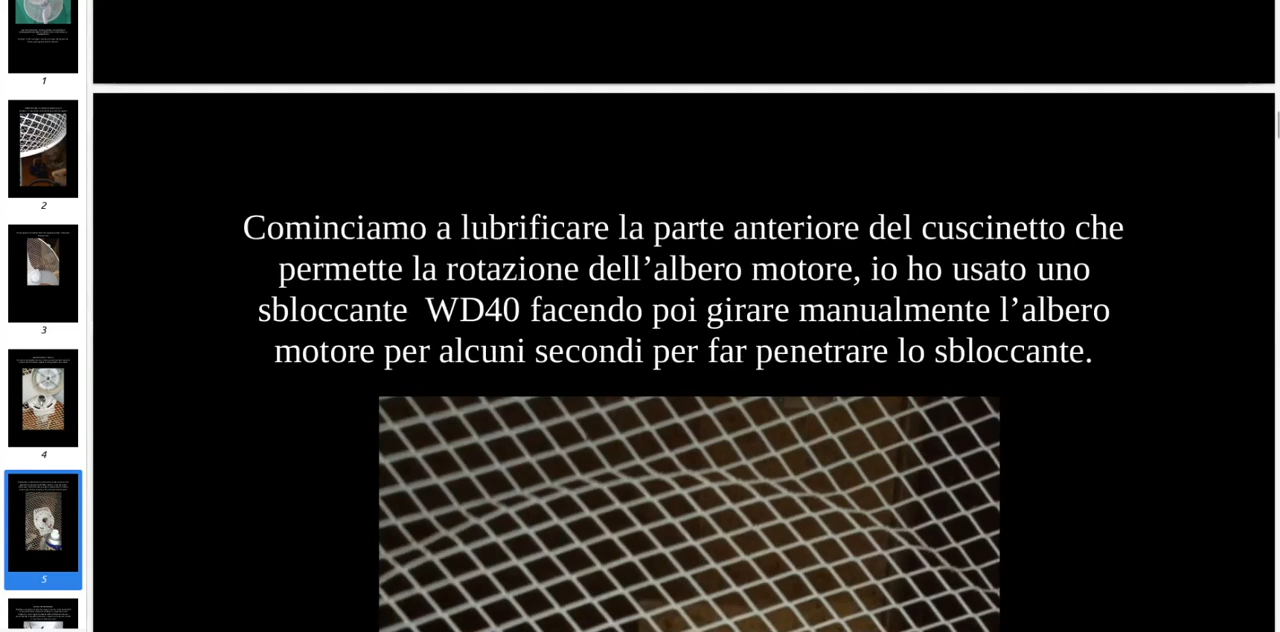 1
2
3
4
5
Cominciamo a lubrificare la parte anteriore del cuscinetto che
permette la rotazione dell’albero motore, io ho usato uno
sbloccante  WD40 facendo poi girare manualmente l’albero
motore per alcuni secondi per far penetrare lo sbloccante.